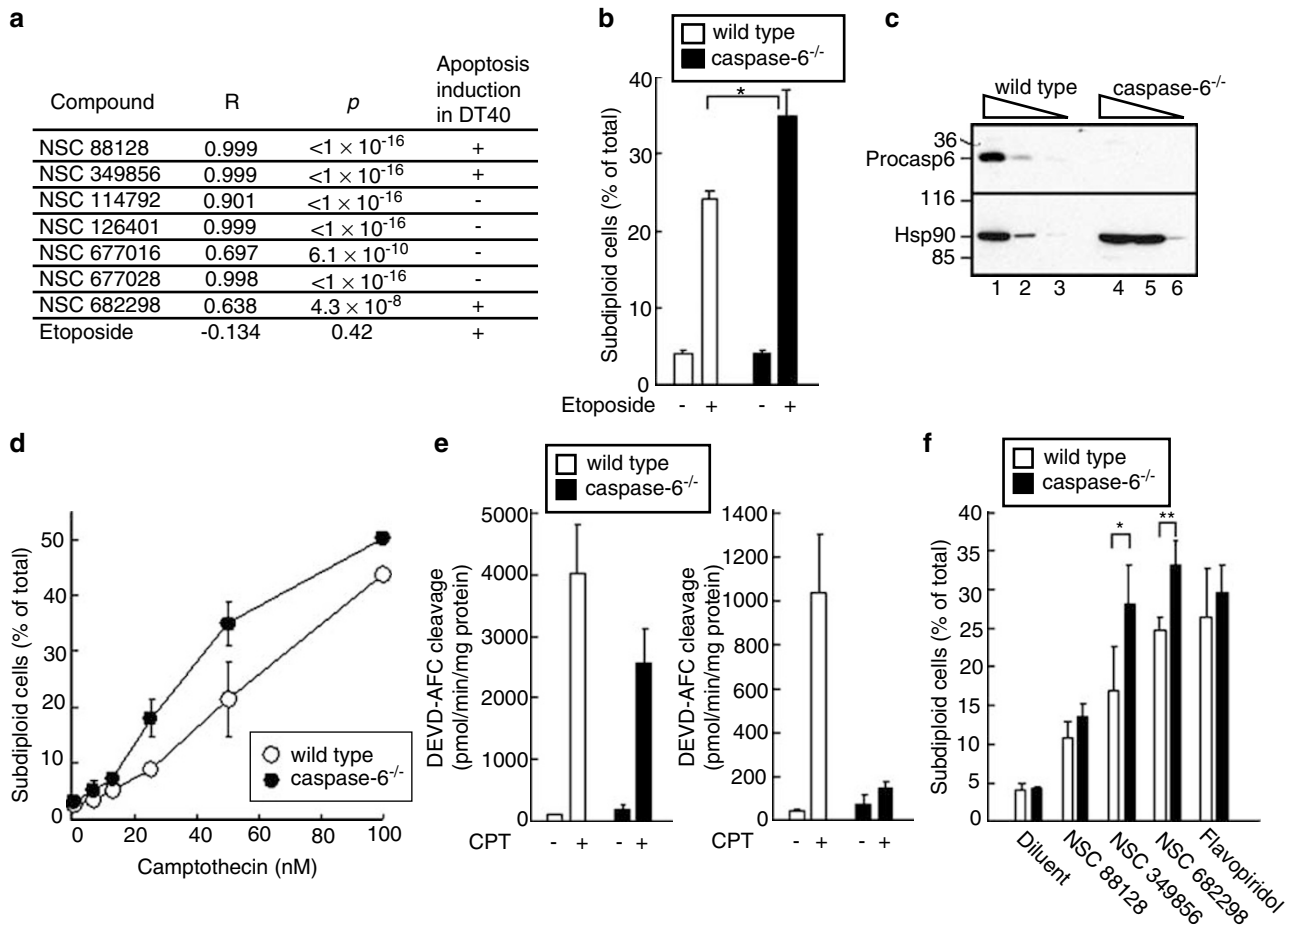 a
Compound R p Apoptosis induction in DT40
NSC 88128 0.999 <1 × 10^-16 +
NSC 349856 0.999 <1 × 10^-16 +
NSC 114792 0.901 <1 × 10^-16 -
NSC 126401 0.999 <1 × 10^-16 -
NSC 677016 0.697 6.1 × 10^-10 -
NSC 677028 0.998 <1 × 10^-16 -
NSC 682298 0.638 4.3 × 10^-8 +
Etoposide -0.134 0.42 +
b
wild type
caspase-6-/-
Subdiploid cells (% of total)
40
30
20
10
0
*
Etoposide - + - +
c
wild type caspase-6-/-
36
Procasp6
116
Hsp90
85
1 2 3 4 5 6
d
Subdiploid cells (% of total)
50
40
30
20
10
0
wild type
caspase-6-/-
0 20 40 60 80 100
Camptothecin (nM)
e
wild type
caspase-6-/-
DEVD-AFC cleavage
(pmol/min/mg protein)
5000
4000
3000
2000
1000
0
CPT - + - +
DEVD-AFC cleavage
(pmol/min/mg protein)
1400
1200
1000
800
600
400
200
0
CPT - + - +
f
wild type
caspase-6-/-
Subdiploid cells (% of total)
40
35
30
25
20
15
10
5
0
*
**
Diluent
NSC 88128
NSC 349856
NSC 682298
Flavopiridol